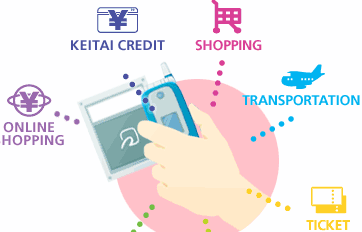 KEITAI CREDIT
SHOPPING
TRANSPORTATION
ONLINE
HOPPING
TICKET